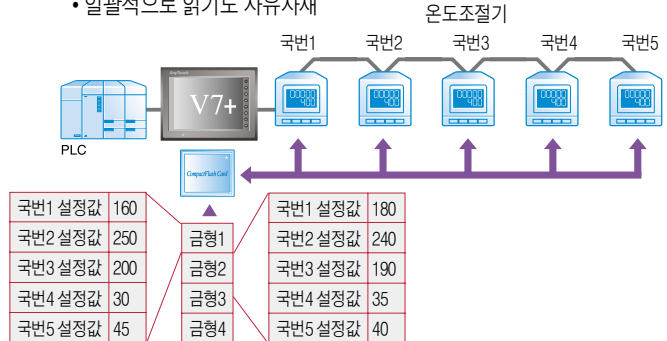 • 일괄적으로 읽기도 자유자재
온도조절기
국번1 국번2 국번3 국번4 국번5
V7+
PLC
CompactFlash Card
국번1 설정값 160
국번2 설정값 250
국번3 설정값 200
국번4 설정값 30
국번5 설정값 45
금형1
금형2
금형3
금형4
국번1 설정값 180
국번2 설정값 240
국번3 설정값 190
국번4 설정값 35
국번5 설정값 40